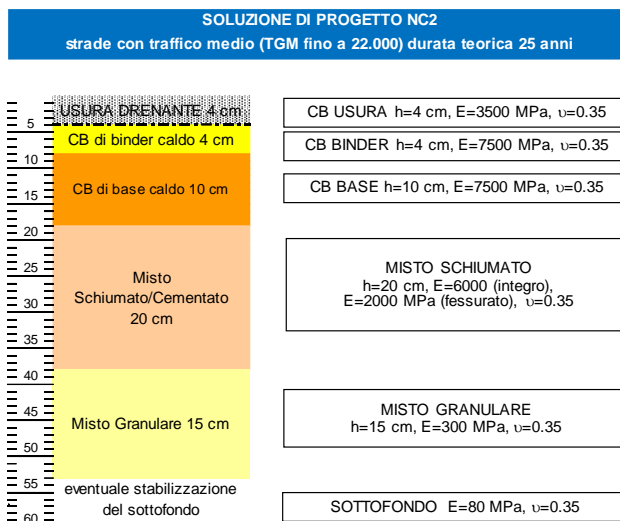 SOLUZIONE DI PROGETTO NC2
strade con traffico medio (TGM fino a 22.000) durata teorica 25 anni
USURA DRENANTE 4 cm
CB USURA h=4 cm, E=3500 MPa, υ=0.35
5
CB di binder caldo 4 cm
CB BINDER h=4 cm, E=7500 MPa, υ=0.35
10
CB di base caldo 10 cm
CB BASE h=10 cm, E=7500 MPa, υ=0.35
15
20
25
Misto
Schiumato/Cementato
20 cm
MISTO SCHIUMATO
h=20 cm, E=6000 (integro),
E=2000 MPa (fessurato), υ=0.35
30
35
40
45
Misto Granulare 15 cm
MISTO GRANULARE
h=15 cm, E=300 MPa, υ=0.35
50
55
eventuale stabilizzazione
del sottofondo
SOTTOFONDO E=80 MPa, υ=0.35
60